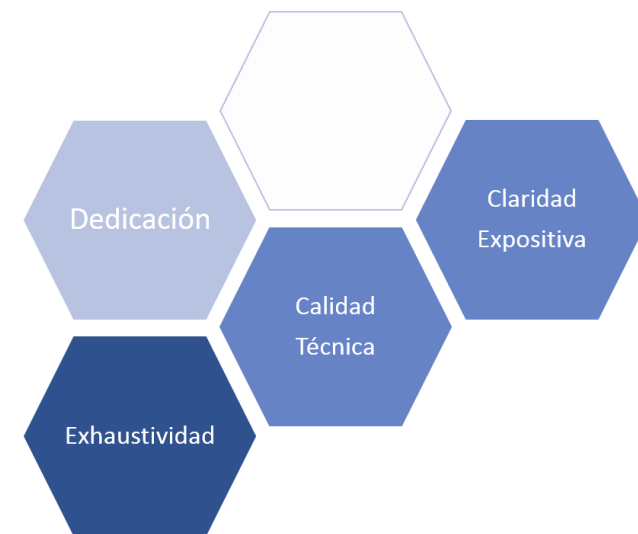 Dedicación
Claridad
Expositiva
Calidad
Técnica
Exhaustividad